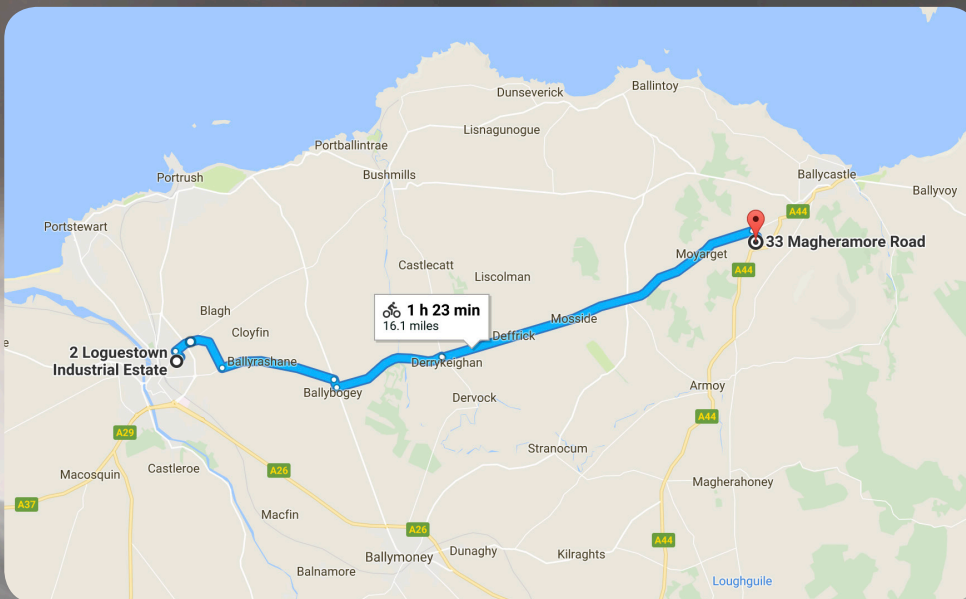 Dunseverick
Ballintoy
Lisnagunogue
Portballintrae
Bushmills
Portrush
Ballycastle
Ballyvoy
Portstewart
A44
33 Magheramore Road
Moyarget
A44
Castlecatt
Liscolman
1 h 23 min
16.1 miles
Blagh
Cloyfin
Mosside
Deffrick
e
2 Loguestown
Industrial Estate
Ballyrashane
Derrykeighan
Ballybogey
Dervock
Armoy
A44
A29
Stranocum
Macosquin
Castleroe
A26
Magherahoney
A37
Macfin
A26
A44
Ballymoney
Dunaghy
Kilraghts
Balnamore
Loughguile